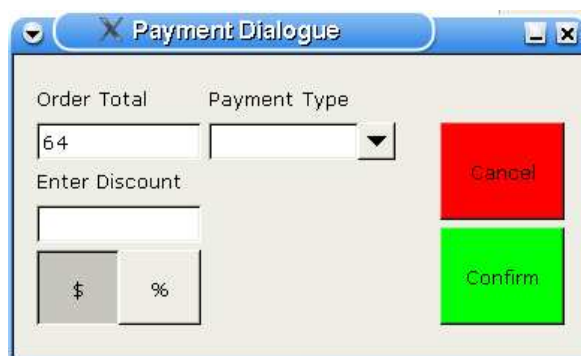 Payment Dialogue
Order Total Payment Type
64
Cancel
Enter Discount
$ %
Confirm